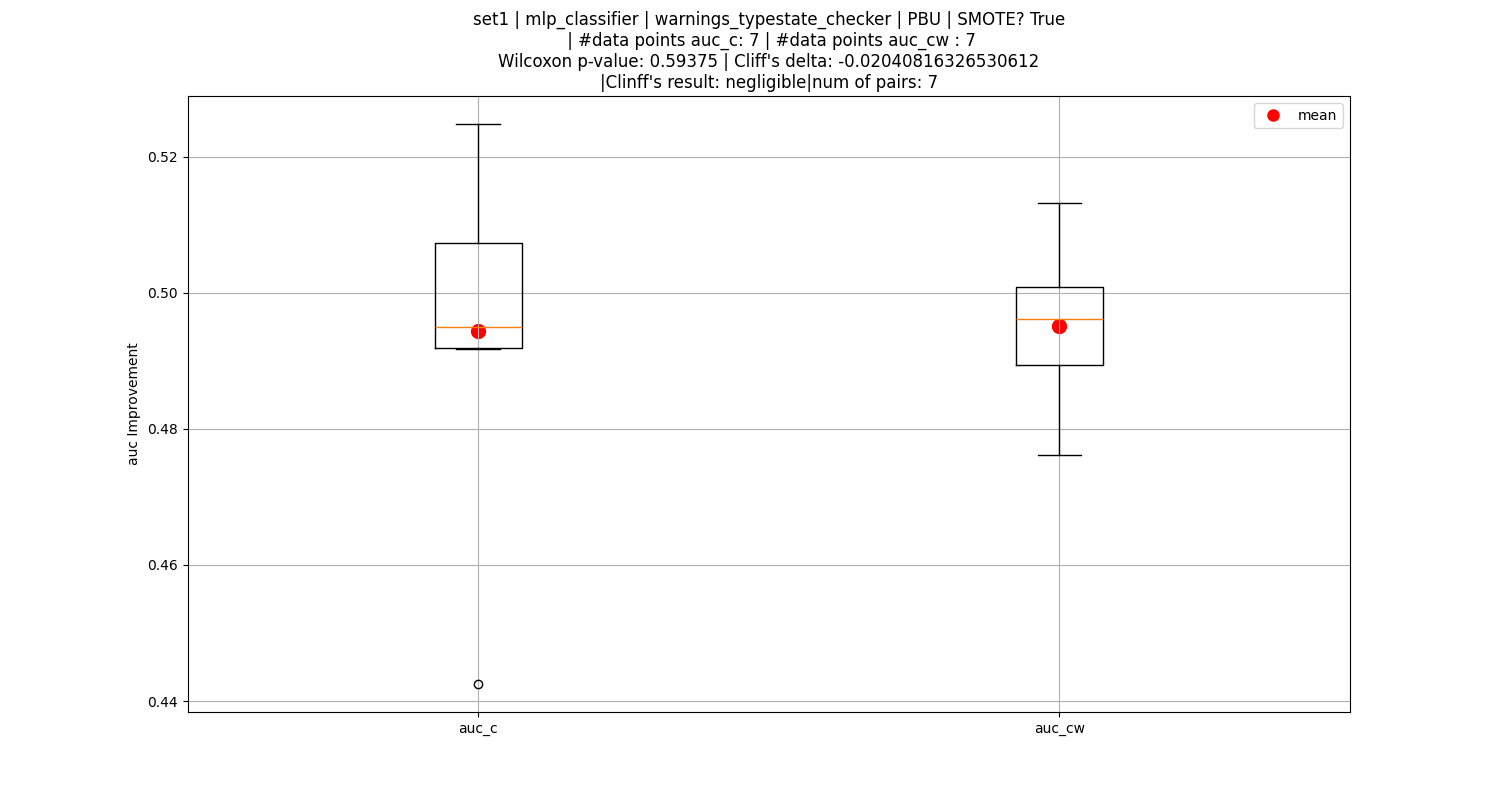 set1 | mlp_classifier | warnings_typestate_checker | PBU | SMOTE? True
| #data points auc_c: 7 | #data points auc_cw : 7
Wilcoxon p-value: 0.59375 | Cliff's delta: -0.02040816326530612
|Clinff's result: negligible|num of pairs: 7
mean
0.52
0.50
0.48
0.46
0.44
auc Improvement
auc_c
auc_cw